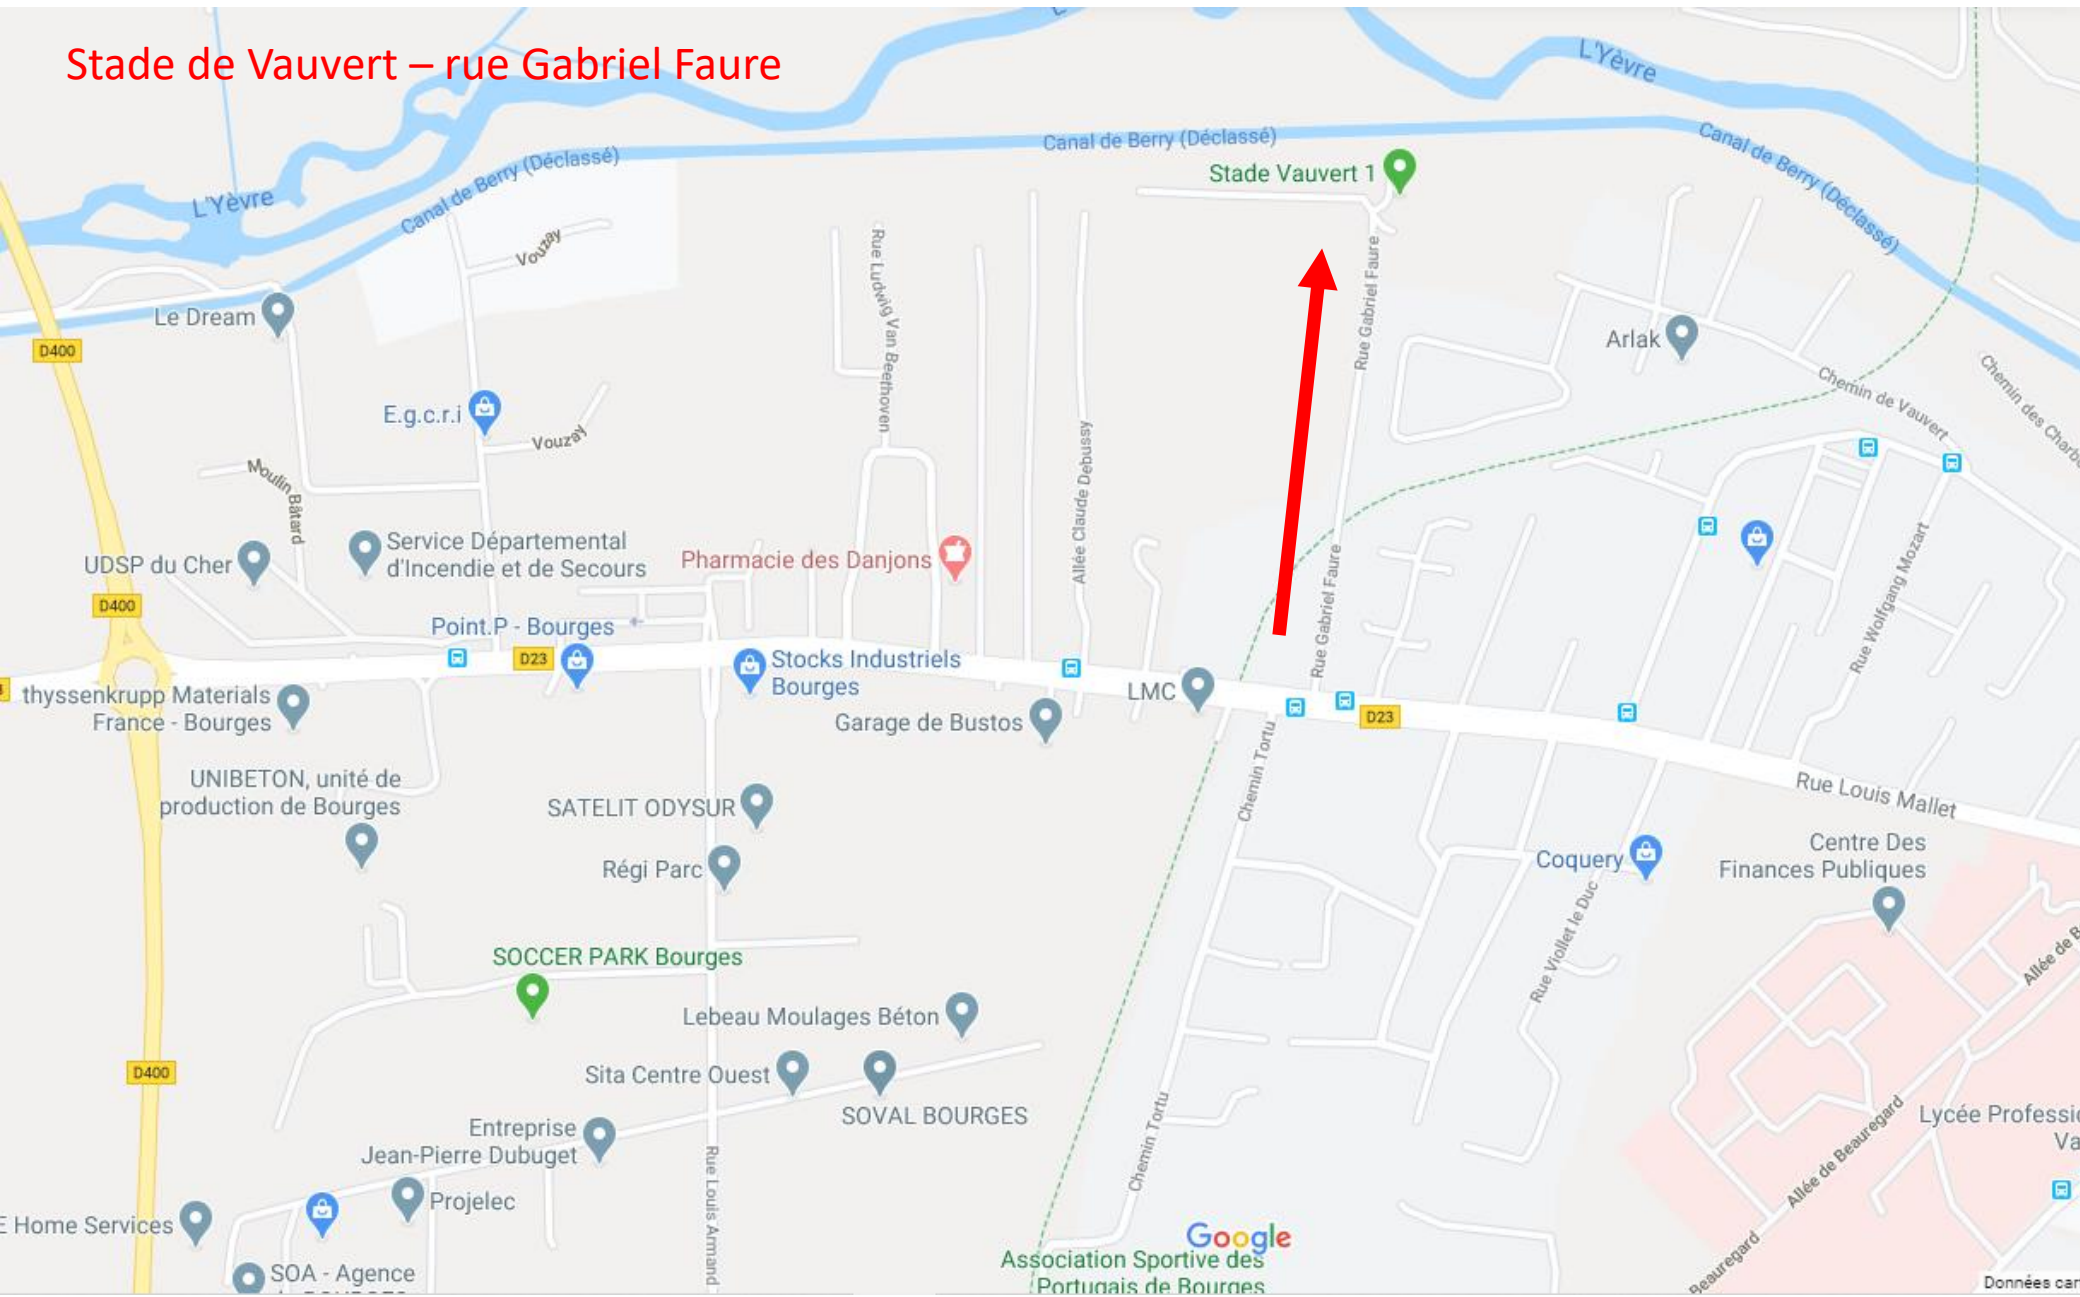 Stade de Vauvert – rue Gabriel Faure
L'Yèvre
Canal de Berry (Déclassé)
Canal de Berry (Déclassé)
Canal de Berry (Déclassé)
Stade Vauvert 1
L'Yèvre
Canal de Berry (Déclassé)
Vouzay
Le Dream
D400
Rue Ludwig Van Beethoven
Rue Gabriel Faure
Arlak
Chemin de Vauvert
E.g.c.r.i
Vouzay
Moulin Bâtard
Allée Claude Debussy
Service Départemental
d'Incendie et de Secours
UDSP du Cher
Pharmacie des Danjons
Rue Gabriel Faure
Rue Wolfgang Mozart
D400
Point.P - Bourges
D23
Stocks Industriels
Bourges
LMC
D23
thyssenkrupp Materials
France - Bourges
Garage de Bustos
Chemin Tortu
UNIBETON, unité de
production de Bourges
SATELIT ODYSUR
Rue Louis Mallet
Régi Parc
Coquery
Centre Des
Finances Publiques
Rue Viollet le Duc
SOCCER PARK Bourges
Allée de B
Lebeau Moulages Béton
D400
Sita Centre Ouest
SOVAL BOURGES
Entreprise
Jean-Pierre Dubuget
Chemin Tortu
Allée de Beauregard
Lycée Professi
Va
Rue Louis Armand
Projelec
E Home Services
Google
Association Sportive des
Portugais de Bourges
Beauregard
SOA - Agence
Données car